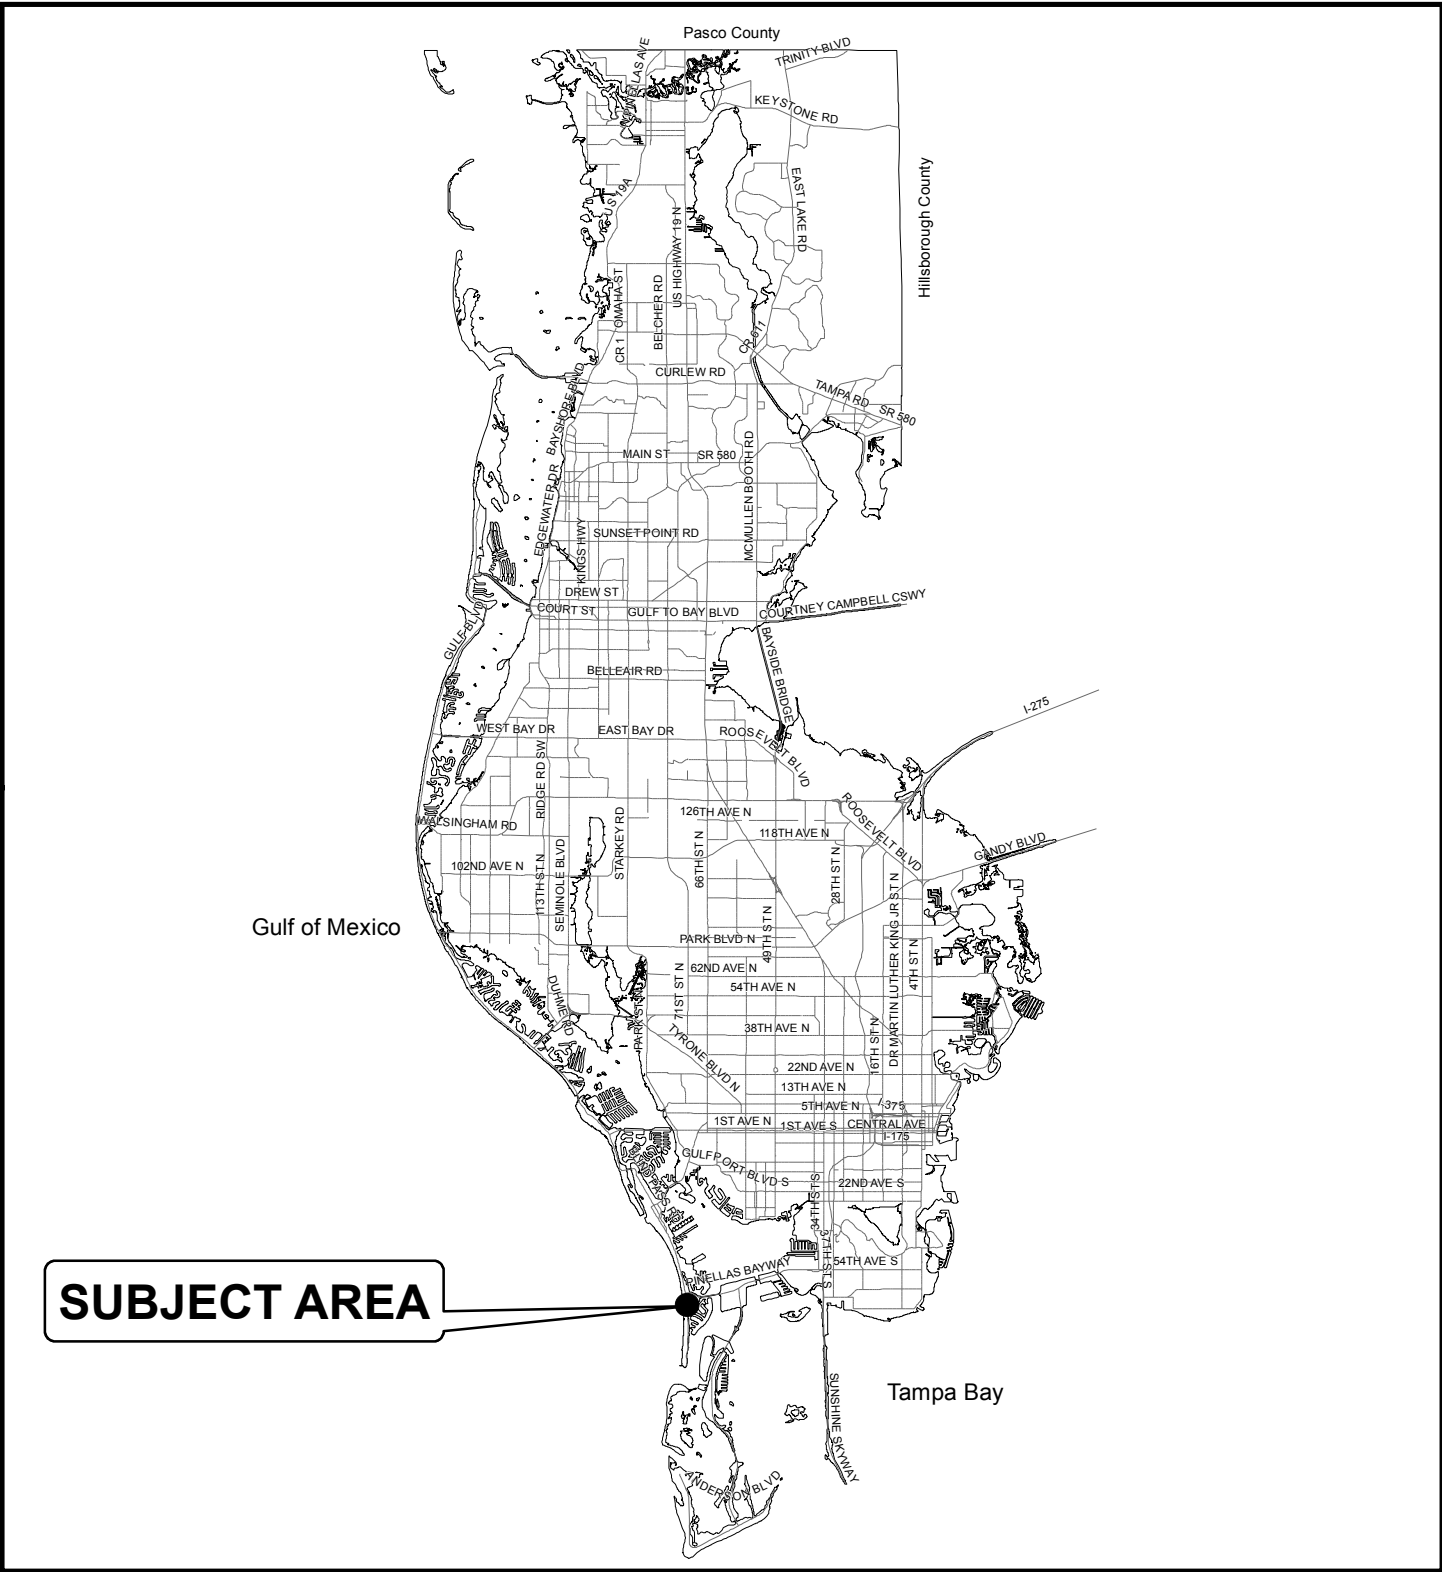 Pasco County
TRINITY BLVD
N PINELLAS AVE
KEYSTONE RD
Hillsborough County
EAST LAKE RD
US 19A
US HIGHWAY 19 N
OMAHA ST
CR 1
BELCHER RD
CR 611
CURLEW RD
TAMPA RD
SR 580
BAYSHORE BLVD
MAIN ST
SR 580
MCMULLEN BOOTH RD
EDGEWATER DR
KINGS HWY
SUNSET POINT RD
DREW ST
COURT ST
GULF TO BAY BLVD
COURTNEY CAMPBELL CSWY
GULF BLVD
BAYSIDE BRIDGE
BELLEAIR RD
I-275
WEST BAY DR
EAST BAY DR
ROOSEVELT BLVD
RIDGE RD SW
WALSINGHAM RD
STARKEY RD
126TH AVE N
118TH AVE N
ROOSEVELT BLVD
GANDY BLVD
102ND AVE N
113TH ST N
SEMINOLE BLVD
66TH ST N
28TH ST N
DR MARTIN LUTHER KING JR ST N
Gulf of Mexico
49TH ST N
PARK BLVD N
4TH ST N
62ND AVE N
71ST ST N
54TH AVE N
DUHME RD
PARK ST N
38TH AVE N
16TH ST N
TYRONE BLVD N
22ND AVE N
13TH AVE N
5TH AVE N
I-375
1ST AVE N
1ST AVE S
CENTRAL AVE
I-175
GULFPORT BLVD S
22ND AVE S
34TH ST S
37TH ST S
54TH AVE S
PINELLAS BAYWAY
SUBJECT AREA
Tampa Bay
SUNSHINE SKYWAY
ANDERSON BLVD